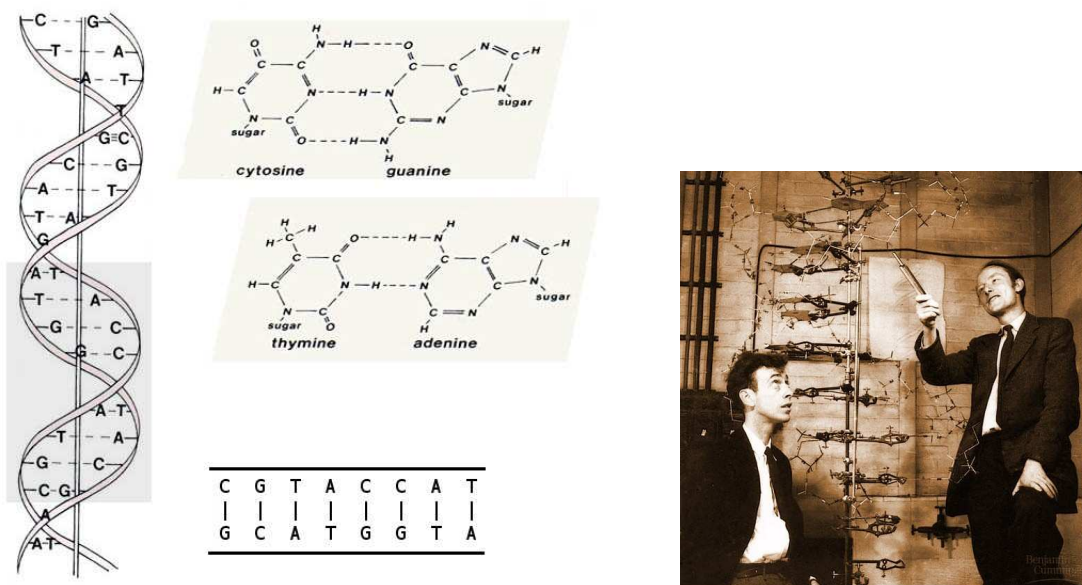 C G
T A
A T
T
G≡C
C G
A T
T A
G
A T
T A
G C
G C
A T
T A
G C
C G
A
A T
H
O N H O N C H
C C C C
H C N H N C N
N C C N sugar
sugar O H N
H
cytosine guanine
H H
H C O H N N C H
C C C C
H C N H N C N
N C C N sugar
sugar O H
thymine adenine
C G T A C C A T
| | | | | | | |
G C A T G G T A